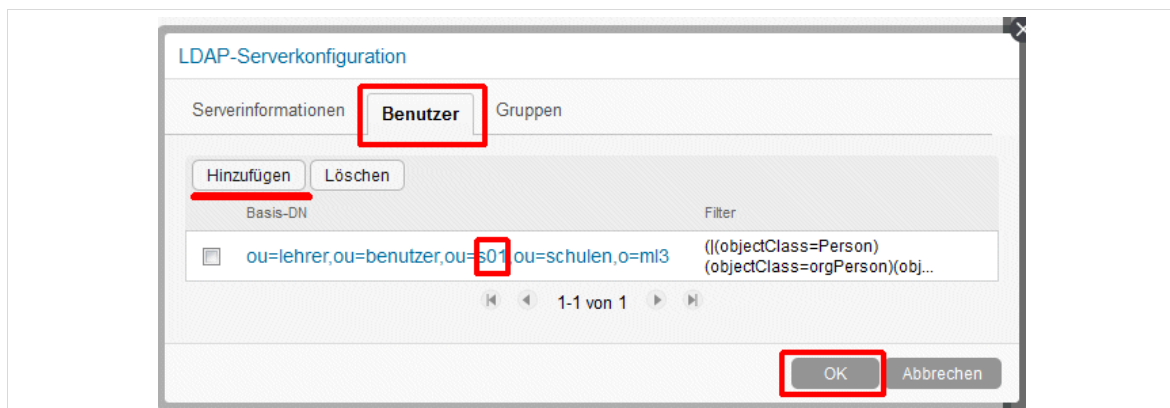 LDAP-Serverkonfiguration
Serverinformationen Benutzer Gruppen
Hinzufügen Löschen
Basis-DN Filter
ou=lehrer,ou=benutzer,ou=s01,ou=schulen,o=ml3 (|(objectClass=Person)
(objectClass=orgPerson)(obj...
1-1 von 1
OK Abbrechen